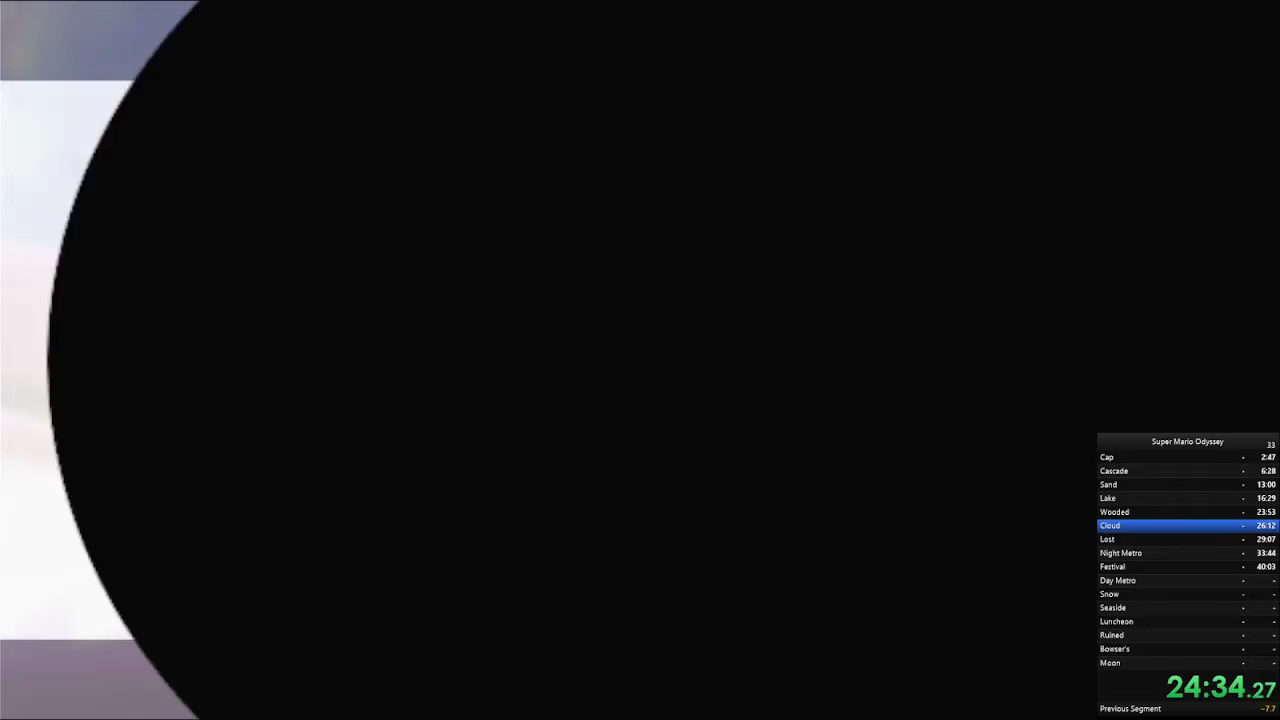 Super Mario Odyssey 33
Cap - 2:47
Cascade - 6:28
Sand - 13:00
Lake - 16:29
Wooded - 23:53
Cloud - 26:12
Lost - 29:07
Night Metro - 33:44
Festival - 40:03
Day Metro - -
Snow - -
Seaside - -
Luncheon - -
Ruined - -
Bowser's - -
Moon - -
24:34.27
Previous Segment −7.7